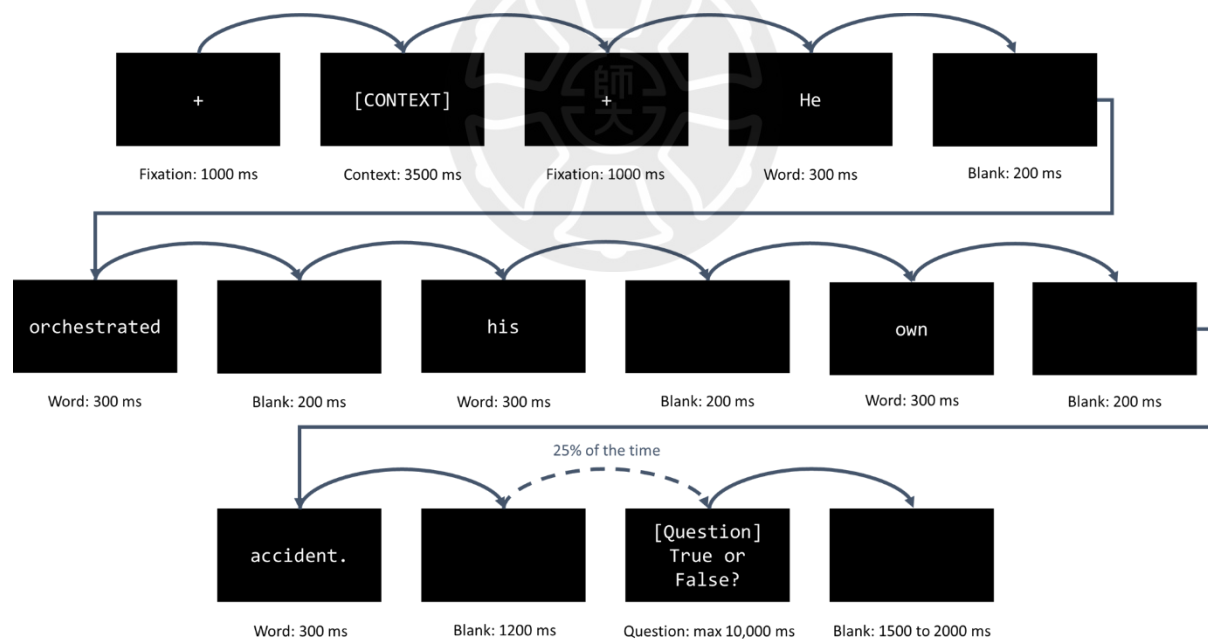 +
[CONTEXT]
+
He
Fixation: 1000 ms
Context: 3500 ms
Fixation: 1000 ms
Word: 300 ms
Blank: 200 ms
orchestrated
his
own
Word: 300 ms
Blank: 200 ms
Word: 300 ms
Blank: 200 ms
Word: 300 ms
Blank: 200 ms
25% of the time
accident.
[Question]
True or
False?
Word: 300 ms
Blank: 1200 ms
Question: max 10,000 ms
Blank: 1500 to 2000 ms
師大